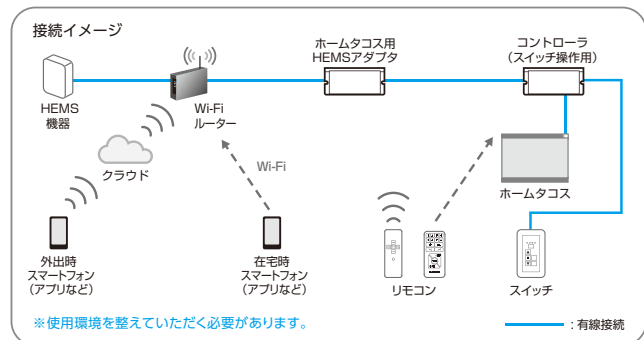 接続イメージ
ホームタコス用
HEMSアダプタ
コントローラ
(スイッチ操作用)
HEMS
機器
Wi-Fi
ルーター
クラウド
Wi-Fi
ホームタコス
外出時
スマートフォン
(アプリなど)
在宅時
スマートフォン
(アプリなど)
リモコン
スイッチ
※使用環境を整えていただく必要があります。
:有線接続